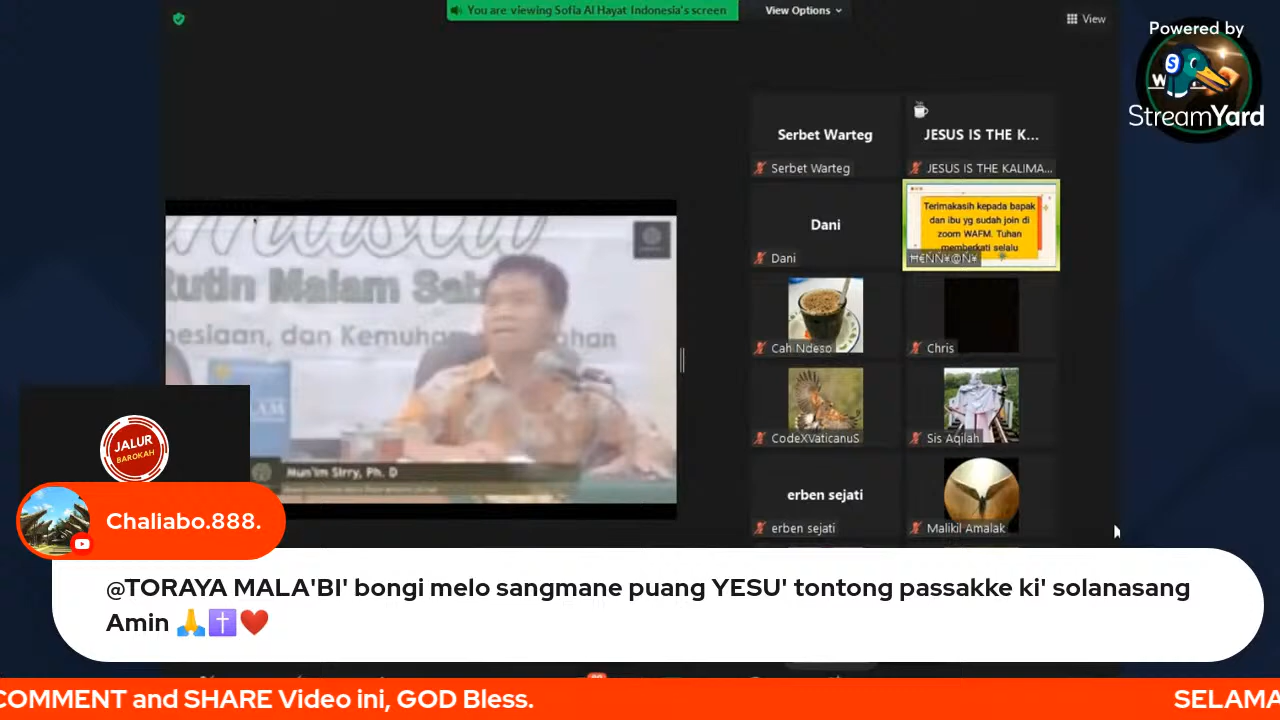 You are viewing Sofia Al Hayat Indonesia's screen
View Options
View
Powered by
StreamYard
Serbet Warteg
JESUS IS THE K...
Serbet Warteg
JESUS IS THE KALIMA...
Dani
Dani
Terimakasih kepada bapak
dan ibu yg sudah join di
zoom WAFM. Tuhan
memberkati selalu
H€NN¥@N¥
Rutin Malam Sab
dan Kemuha
Cah Ndeso
Chris
CodeXVaticanuS
Sis Aqilah
JALUR
BAROKAH
Mun'im Sirry, Ph. D
erben sejati
erben sejati
Malikil Amalak
Chaliabo.888.
@TORAYA MALA'BI' bongi melo sangmane puang YESU' tontong passakke ki' solanasang
Amin 🙏✝️❤️
COMMENT and SHARE Video ini, GOD Bless.
SELAMA